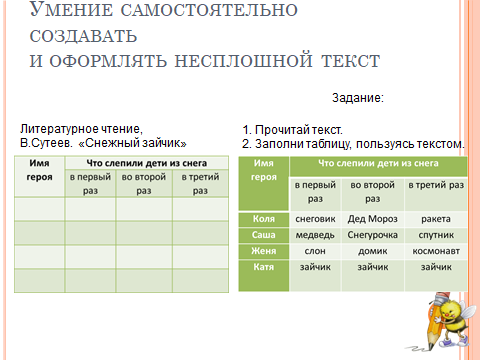 Умение самостоятельно
создавать
и оформлять несплошной текст
Задание:
Литературное чтение,
В.Сутеев. «Снежный зайчик»
1. Прочитай текст.
2. Заполни таблицу, пользуясь текстом.
Имя героя Что слепили дети из снега
в первый раз во второй раз в третий раз
Имя героя Что слепили дети из снега
в первый раз во второй раз в третий раз
Коля снеговик Дед Мороз ракета
Саша медведь Снегурочка спутник
Женя слон домик космонавт
Катя зайчик зайчик зайчик